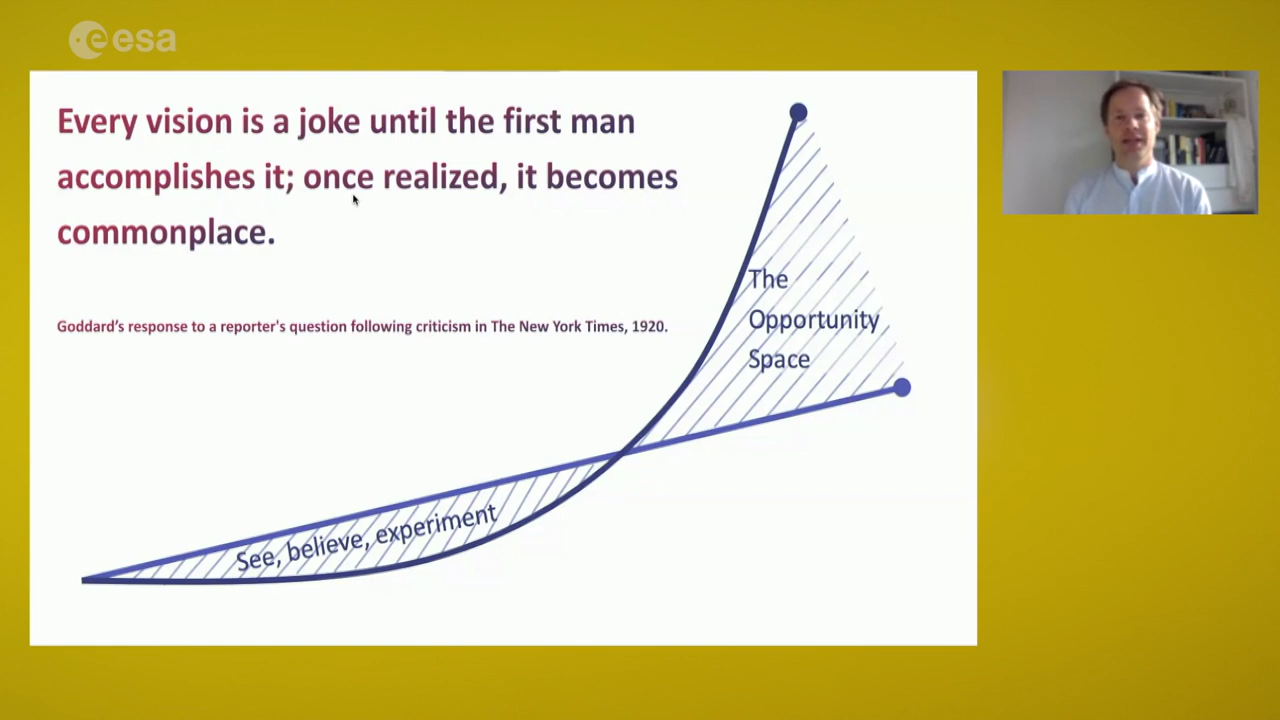 esa
Every vision is a joke until the first man
accomplishes it; once realized, it becomes
commonplace.
Goddard’s response to a reporter's question following criticism in The New York Times, 1920.
The
Opportunity
Space
See, believe, experiment